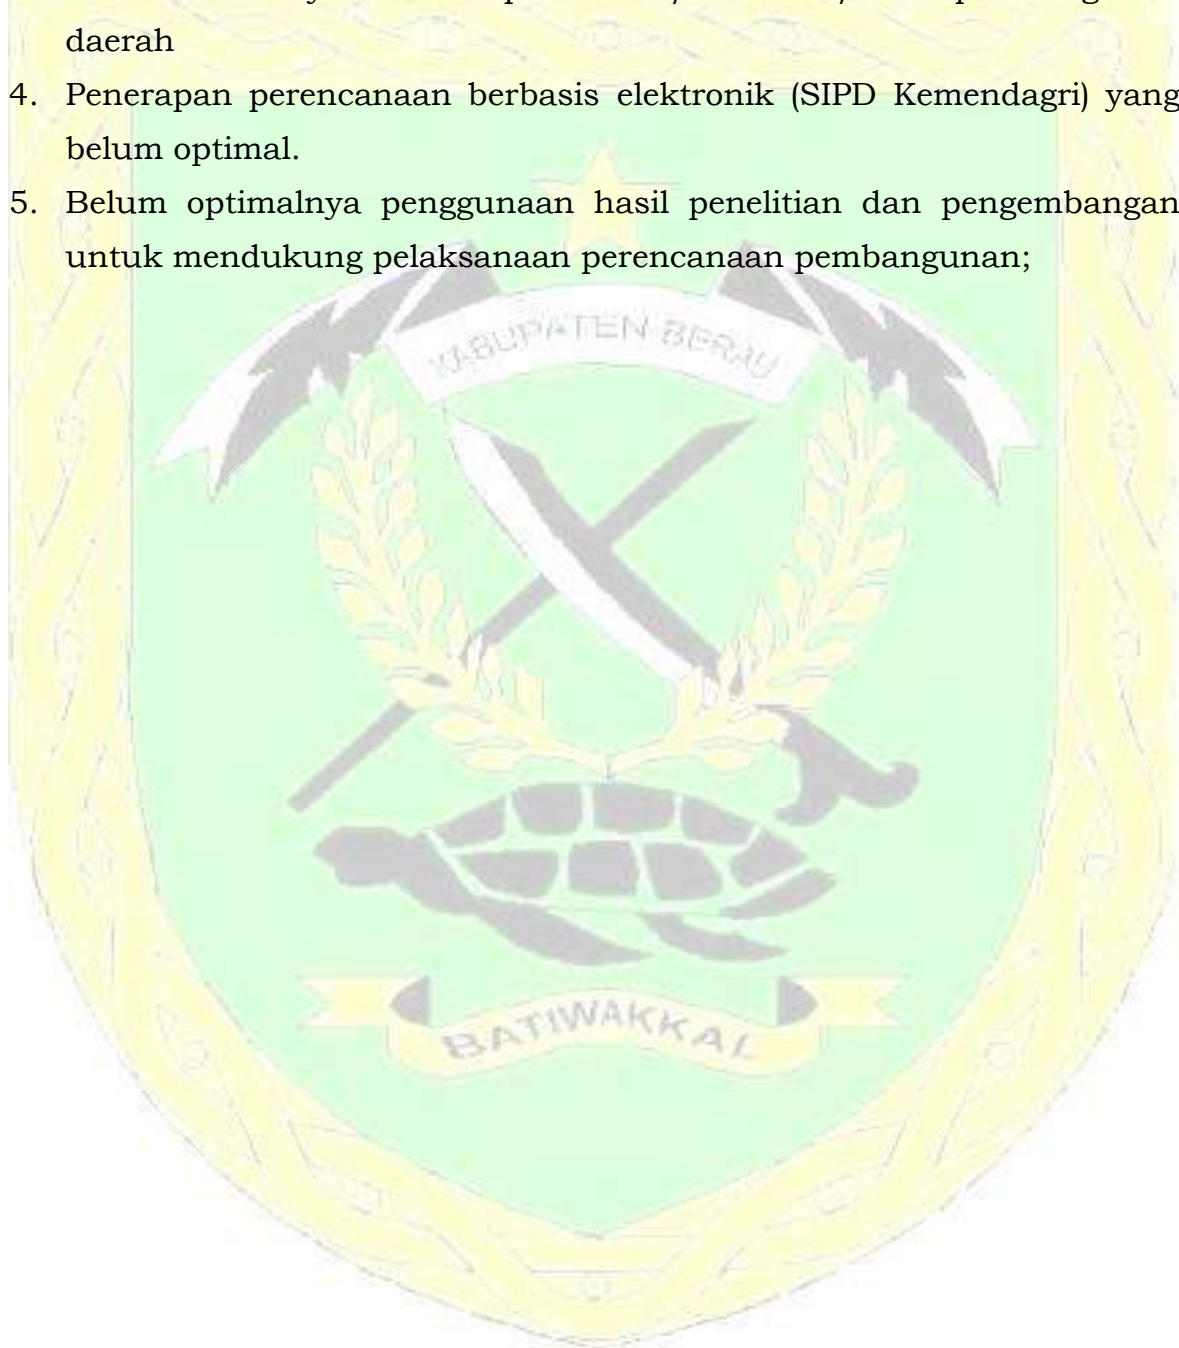 daerah
4. Penerapan perencanaan berbasis elektronik (SIPD Kemendagri) yang
belum optimal.
5. Belum optimalnya penggunaan hasil penelitian dan pengembangan
untuk mendukung pelaksanaan perencanaan pembangunan;
KABUPATEN BERAU
BATIWAKKAL